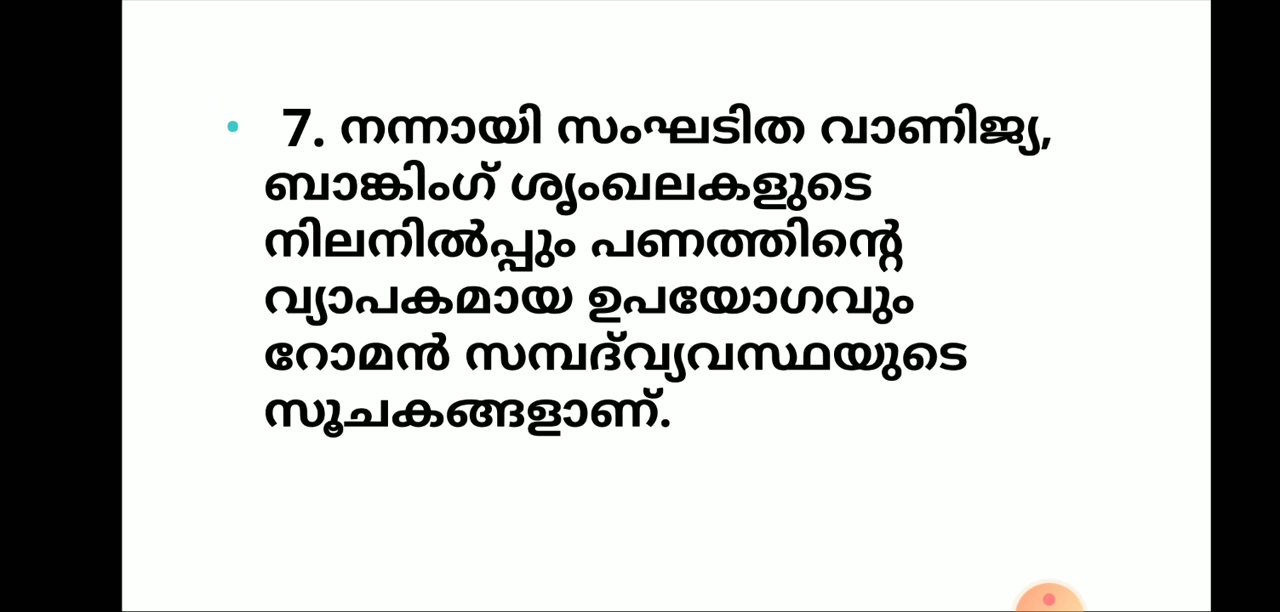 • 7. നന്നായി സംഘടിത വാണിജ്യ,
ബാങ്കിംഗ് ശൃംഖലകളുടെ
നിലനിൽപ്പും പണത്തിന്റെ
വ്യാപകമായ ഉപയോഗവും
റോമൻ സമ്പദ്‌വ്യവസ്ഥയുടെ
സൂചകങ്ങളാണ്.